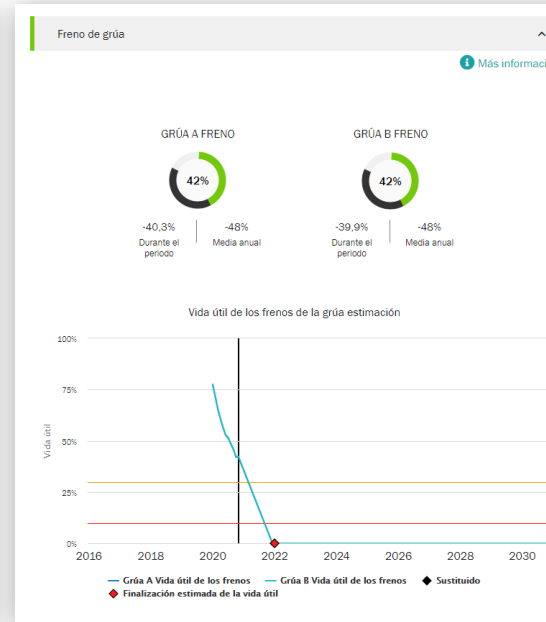 Freno de grúa
Más informaci
GRÚA A FRENO
GRÚA B FRENO
42%
42%
-40,3%
-48%
-39,9%
-48%
Durante el
periodo
Media anual
Durante el
periodo
Media anual
Vida útil de los frenos de la grúa estimación
100%
75%
50%
25%
0%
Vida útil
2016 2018 2020 2022 2024 2026 2028 2030
Grúa A Vida útil de los frenos Grúa B Vida útil de los frenos Sustituido
Finalización estimada de la vida útil